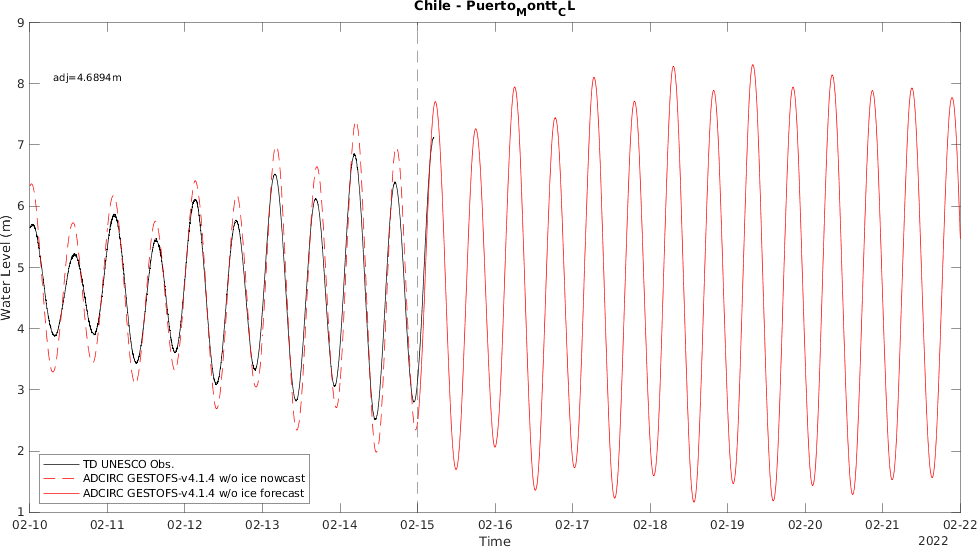 Chile - PuertoMonttCL
adj=4.6894m
9
8
7
6
5
4
3
2
1
Water Level (m)
TD UNESCO Obs.
ADCIRC GESTOFS-v4.1.4 w/o ice nowcast
ADCIRC GESTOFS-v4.1.4 w/o ice forecast
02-10 02-11 02-12 02-13 02-14 02-15 02-16 02-17 02-18 02-19 02-20 02-21 02-22
Time
2022